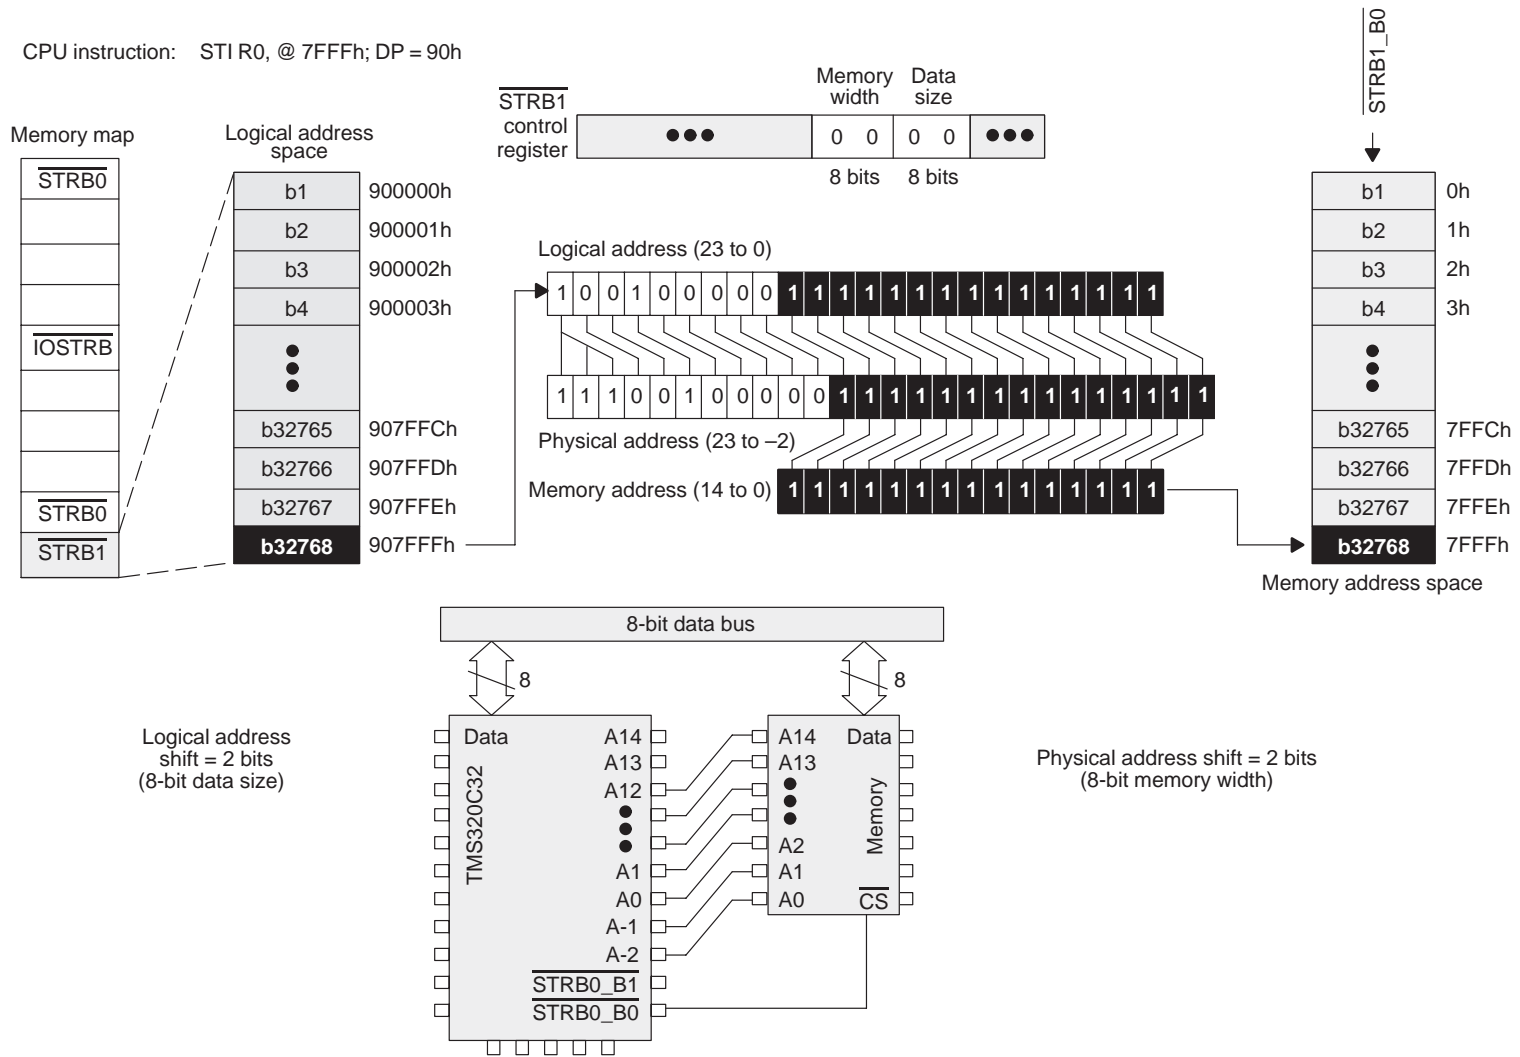 CPU instruction: STI R0, @ 7FFFh; DP = 90h
STRB1_B0
Memory width
Data size
STRB1 control register
0 0 0 0
8 bits 8 bits
Memory map
STRB0
IOSTRB
STRB0
STRB1
Logical address space
b1 900000h
b2 900001h
b3 900002h
b4 900003h
b32765 907FFCh
b32766 907FFDh
b32767 907FFEh
b32768 907FFFh
Logical address (23 to 0)
1 0 0 1 0 0 0 0 0 1 1 1 1 1 1 1 1 1 1 1 1 1 1 1
1 1 1 0 0 1 0 0 0 0 0 1 1 1 1 1 1 1 1 1 1 1 1 1 1 1
Physical address (23 to –2)
Memory address (14 to 0) 1 1 1 1 1 1 1 1 1 1 1 1 1 1 1
b1 0h
b2 1h
b3 2h
b4 3h
b32765 7FFCh
b32766 7FFDh
b32767 7FFEh
b32768 7FFFh
Memory address space
8-bit data bus
8
8
Logical address
shift = 2 bits
(8-bit data size)
Data
TMS320C32
A14
A13
A12
A1
A0
A-1
A-2
STRB0_B1
STRB0_B0
A14 Data
A13
Memory
A2
A1
A0 CS
Physical address shift = 2 bits
(8-bit memory width)